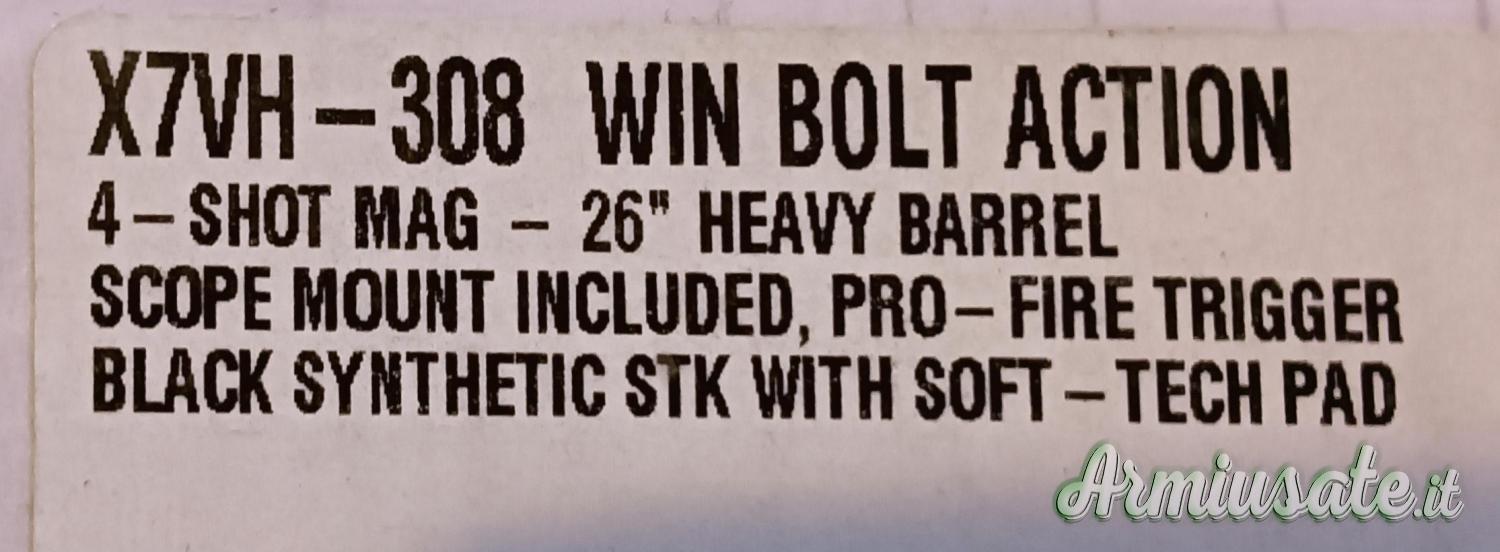 X7VH-308 WIN BOLT ACTION
4-SHOT MAG - 26" HEAVY BARREL
SCOPE MOUNT INCLUDED, PRO-FIRE TRIGGER
BLACK SYNTHETIC STK WITH SOFT-TECH PAD
Armiusate.it